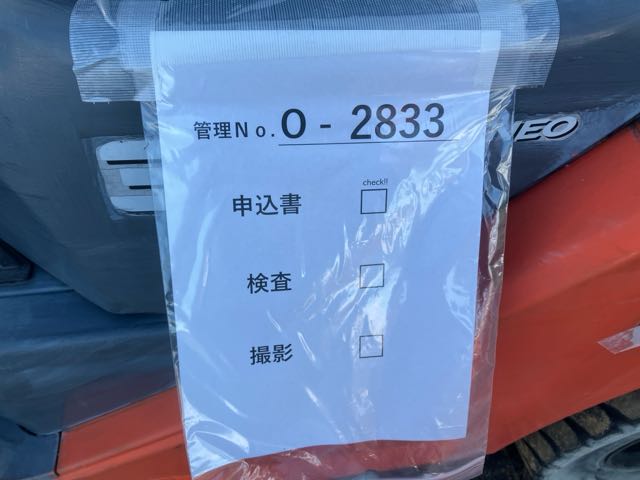 管理No. O - 2833
check!!
申込書 □
検査 □
撮影 □
NEO